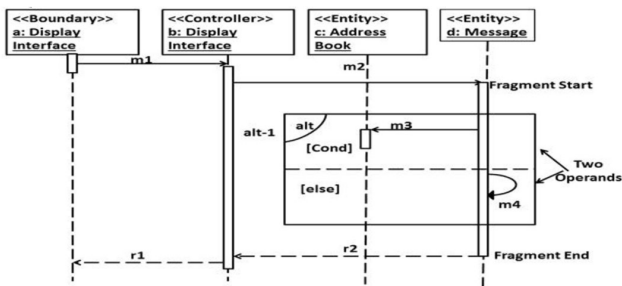 <<Boundary>>
a: Display
Interface
<<Controller>>
b: Display
Interface
<<Entity>>
c: Address
Book
<<Entity>>
d: Message
m1
m2
Fragment Start
alt-1
alt
m3
[Cond]
Two
Operands
[else]
m4
r1
r2
Fragment End